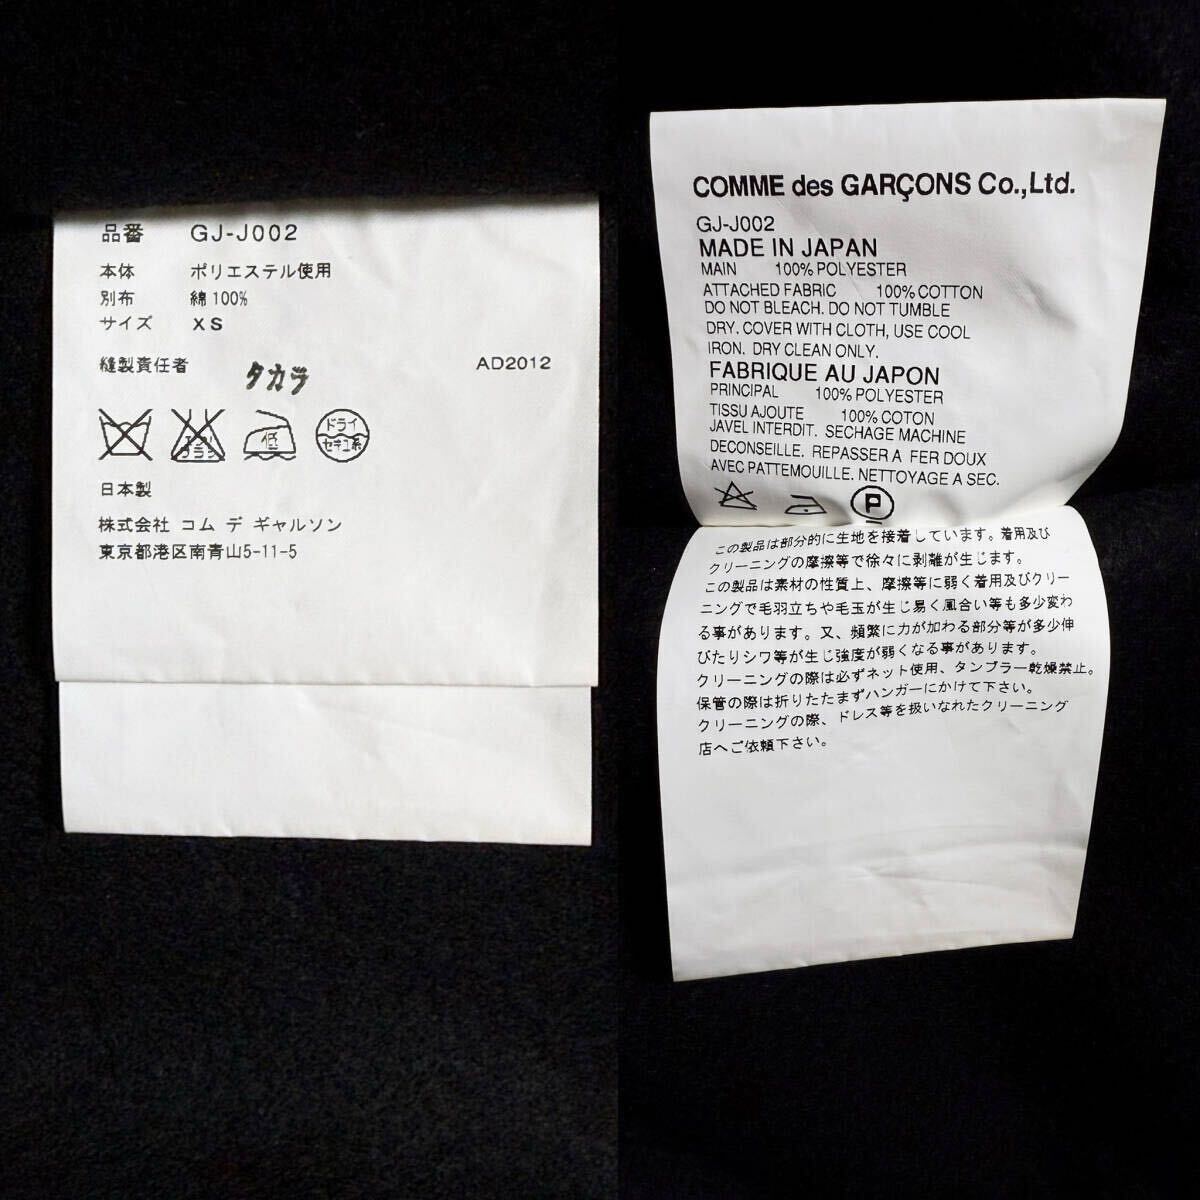 品番 GJ-J002
本体 ポリエステル使用
別布 綿100%
サイズ XS
縫製責任者 タカラ AD2012
エンソ サラシ
低
ドライ
セキユ系
日本製
株式会社 コム デ ギャルソン
東京都港区南青山5-11-5
COMME des GARÇONS Co.,Ltd.
GJ-J002
MADE IN JAPAN
MAIN 100% POLYESTER
ATTACHED FABRIC 100% COTTON
DO NOT BLEACH. DO NOT TUMBLE
DRY. COVER WITH CLOTH, USE COOL
IRON. DRY CLEAN ONLY.
FABRIQUE AU JAPON
PRINCIPAL 100% POLYESTER
TISSU AJOUTE 100% COTON
JAVEL INTERDIT. SECHAGE MACHINE
DECONSEILLE. REPASSER A FER DOUX
AVEC PATTEMOUILLE. NETTOYAGE A SEC.
P
この製品は部分的に生地を接着しています。着用及び
クリーニングの摩擦等で徐々に剥離が生じます。
この製品は素材の性質上、摩擦等に弱く着用及びクリー
ニングで毛羽立ちや毛玉が生じ易く風合い等も多少変わ
る事があります。又、頻繁に力が加わる部分等が多少伸
びたりシワ等が生じ強度が弱くなる事があります。
クリーニングの際は必ずネット使用、タンブラー乾燥禁止。
保管の際は折りたたまずハンガーにかけて下さい。
クリーニングの際、ドレス等を扱いなれたクリーニング
店へご依頼下さい。